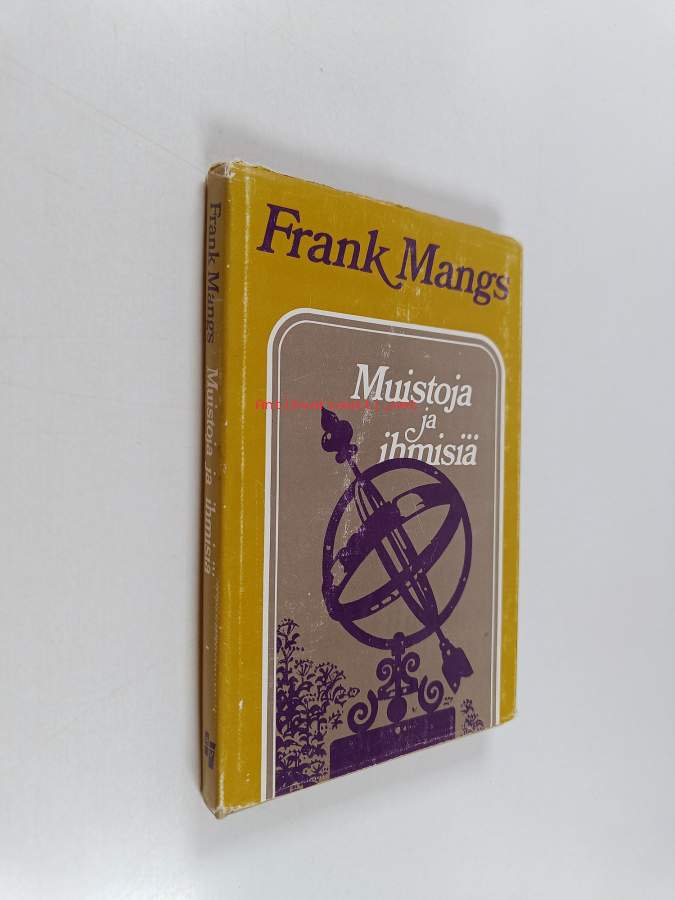 Frank Mangs
Muistoja
ja
ihmisiä
Frank Mangs Muistoja ja ihmisiä